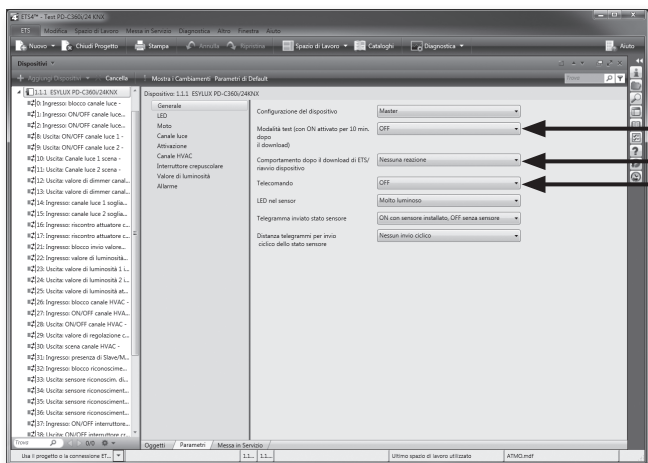 ETS4™ - Test PD-C360i/24 KNX
ETS Modifica Spazio di Lavoro Messa in Servizio Diagnostica Altro Finestra Aiuto
Nuovo Chiudi Progetto Stampa Annulla Ripristina Spazio di Lavoro Cataloghi Diagnostica Aiuto
Dispositivi
Aggiungi Dispositivi Cancella Mostra i Cambiamenti Parametri di Default Trova
1.1.1 ESYLUX PD-C360i/24KNX
0: Ingresso: blocco canale luce -
1: Ingresso: ON/OFF canale luce...
2: Ingresso: ON/OFF canale luce...
8: Uscita: ON/OFF canale luce 1 -
9: Uscita: ON/OFF canale luce 2 -
10: Uscita: Canale luce 1 scena -
11: Uscita: Canale luce 2 scena -
12: Uscita: valore di dimmer canal...
13: Uscita: valore di dimmer canal...
14: Ingresso: canale luce 1 soglia...
15: Ingresso: canale luce 2 soglia...
16: Ingresso: riscontro attuatore c...
17: Ingresso: riscontro attuatore c...
21: Ingresso: blocco invio valore...
22: Ingresso: valore di luminosità...
23: Uscita: valore di luminosità 1 i...
24: Uscita: valore di luminosità 2 i...
25: Uscita: valore di luminosità at...
26: Ingresso: blocco canale HVAC -
27: Ingresso: ON/OFF canale HVA...
28: Uscita: ON/OFF canale HVAC -
29: Uscita: valore di regolazione c...
30: Uscita: scena canale HVAC -
31: Ingresso: presenza di Slave/M...
32: Ingresso: blocco riconoscime...
33: Uscita: sensore riconoscim. di...
34: Uscita: sensore riconosciment...
35: Uscita: sensore riconosciment...
36: Uscita: sensore riconosciment...
37: Ingresso: ON/OFF interruttore...
38: Uscita: ON/OFF interruttore cr...
Trova 0/0
Dispositivo: 1.1.1 ESYLUX PD-C360i/24KNX
Generale
LED
Moto
Canale luce
Attivazione
Canale HVAC
Interruttore crepuscolare
Valore di luminosità
Allarme
Configurazione del dispositivo Master
Modalità test (con ON attivato per 10 min. OFF
dopo
il download)
Comportamento dopo il download di ETS/ Nessuna reazione
riavvio dispositivo
Telecomando OFF
LED nel sensor Molto luminoso
Telegramma inviato stato sensore ON con sensore installato, OFF senza sensore
Distanza telegrammi per invio Nessun invio ciclico
ciclico dello stato sensore
Oggetti Parametri Messa in Servizio
Usa il progetto o la connessione ET... 1.1... 1.1... Ultimo spazio di lavoro utilizzato ATMO.mdf